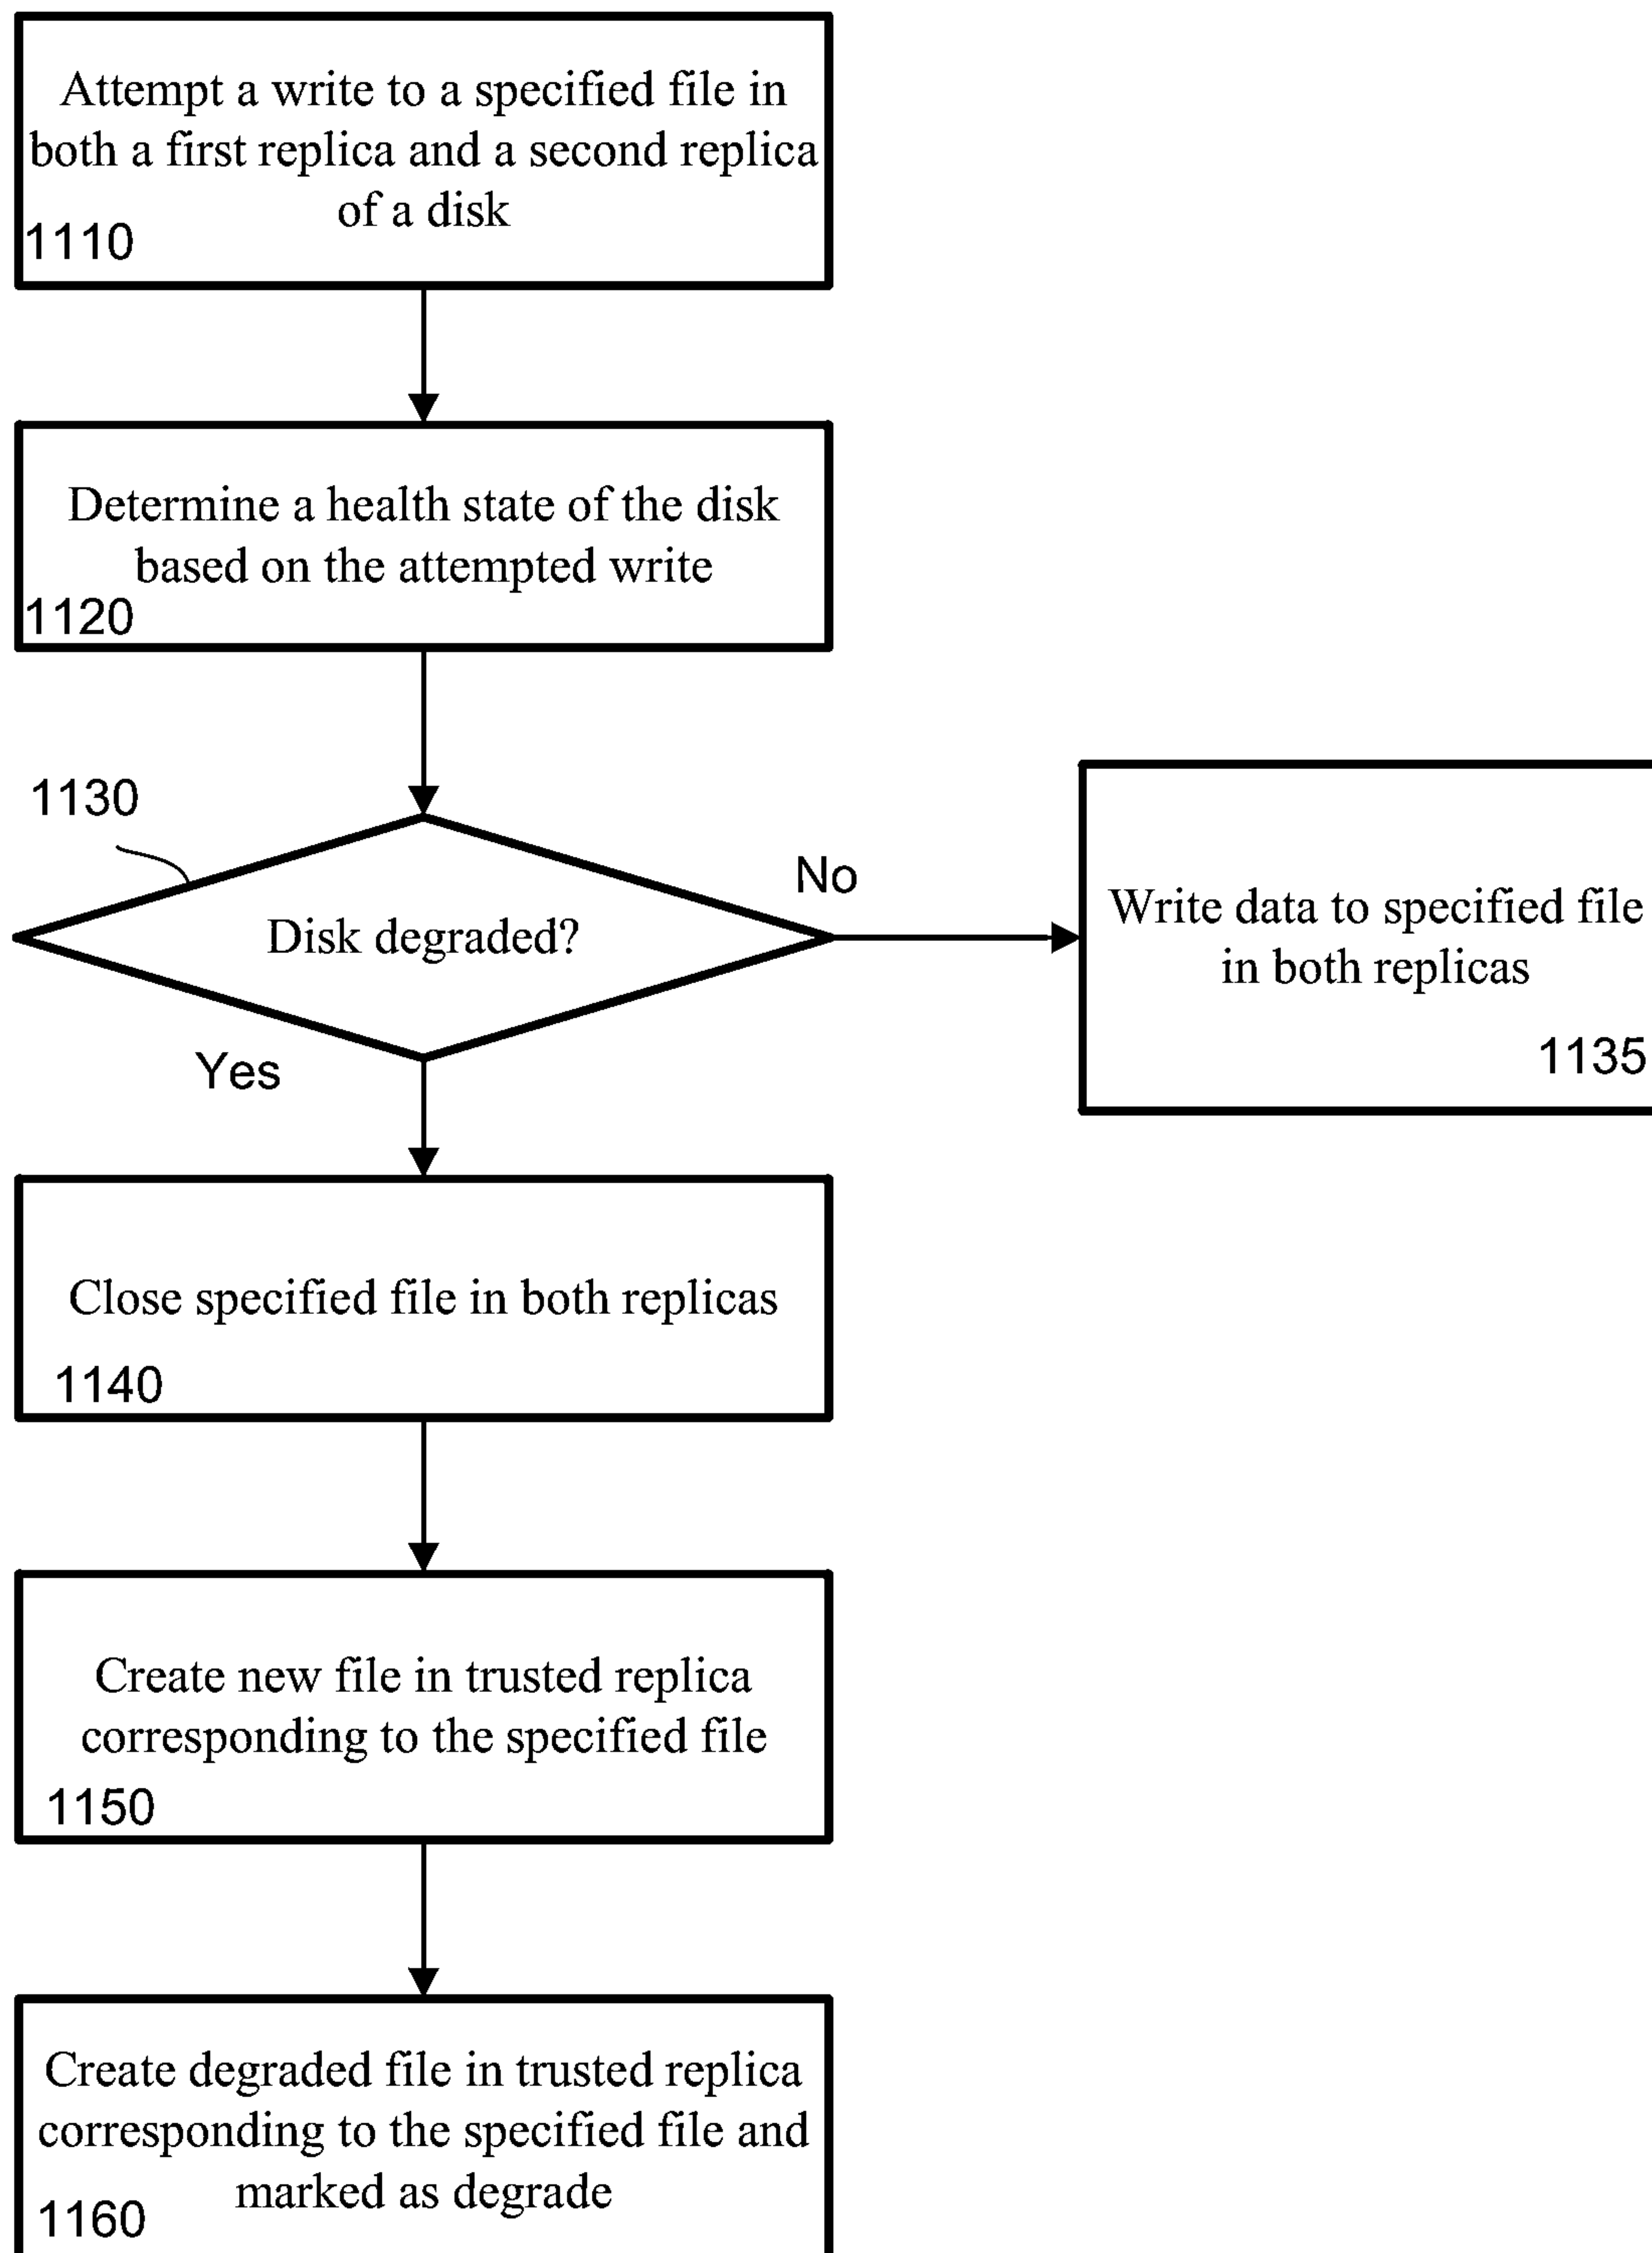 Attempt a write to a specified file in
both a first replica and a second replica
of a disk
1110
Determine a health state of the disk
based on the attempted write
1120
1130
Disk degraded?
No
Yes
Write data to specified file
in both replicas
1135
Close specified file in both replicas
1140
Create new file in trusted replica
corresponding to the specified file
1150
Create degraded file in trusted replica
corresponding to the specified file and
marked as degrade
1160